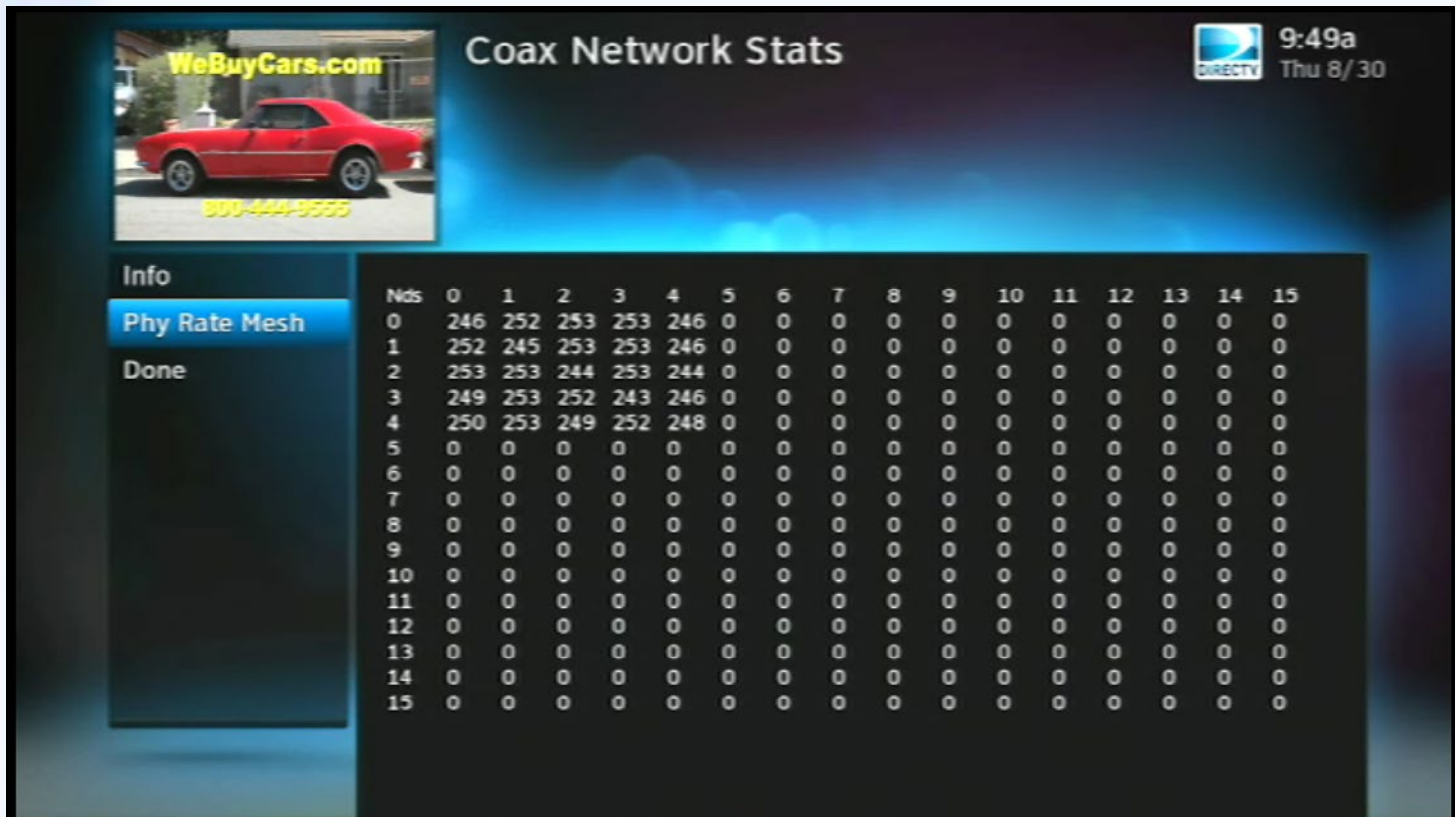 WeBuyCars.com
800-444-9555
Coax Network Stats
DIRECTV
9:49a
Thu 8/30
Info
Phy Rate Mesh
Done
Nds 0 1 2 3 4 5 6 7 8 9 10 11 12 13 14 15
0 246 252 253 253 246 0 0 0 0 0 0 0 0 0 0 0
1 252 245 253 253 246 0 0 0 0 0 0 0 0 0 0 0
2 253 253 244 253 244 0 0 0 0 0 0 0 0 0 0 0
3 249 253 252 243 246 0 0 0 0 0 0 0 0 0 0 0
4 250 253 249 252 248 0 0 0 0 0 0 0 0 0 0 0
5 0 0 0 0 0 0 0 0 0 0 0 0 0 0 0 0
6 0 0 0 0 0 0 0 0 0 0 0 0 0 0 0 0
7 0 0 0 0 0 0 0 0 0 0 0 0 0 0 0 0
8 0 0 0 0 0 0 0 0 0 0 0 0 0 0 0 0
9 0 0 0 0 0 0 0 0 0 0 0 0 0 0 0 0
10 0 0 0 0 0 0 0 0 0 0 0 0 0 0 0 0
11 0 0 0 0 0 0 0 0 0 0 0 0 0 0 0 0
12 0 0 0 0 0 0 0 0 0 0 0 0 0 0 0 0
13 0 0 0 0 0 0 0 0 0 0 0 0 0 0 0 0
14 0 0 0 0 0 0 0 0 0 0 0 0 0 0 0 0
15 0 0 0 0 0 0 0 0 0 0 0 0 0 0 0 0